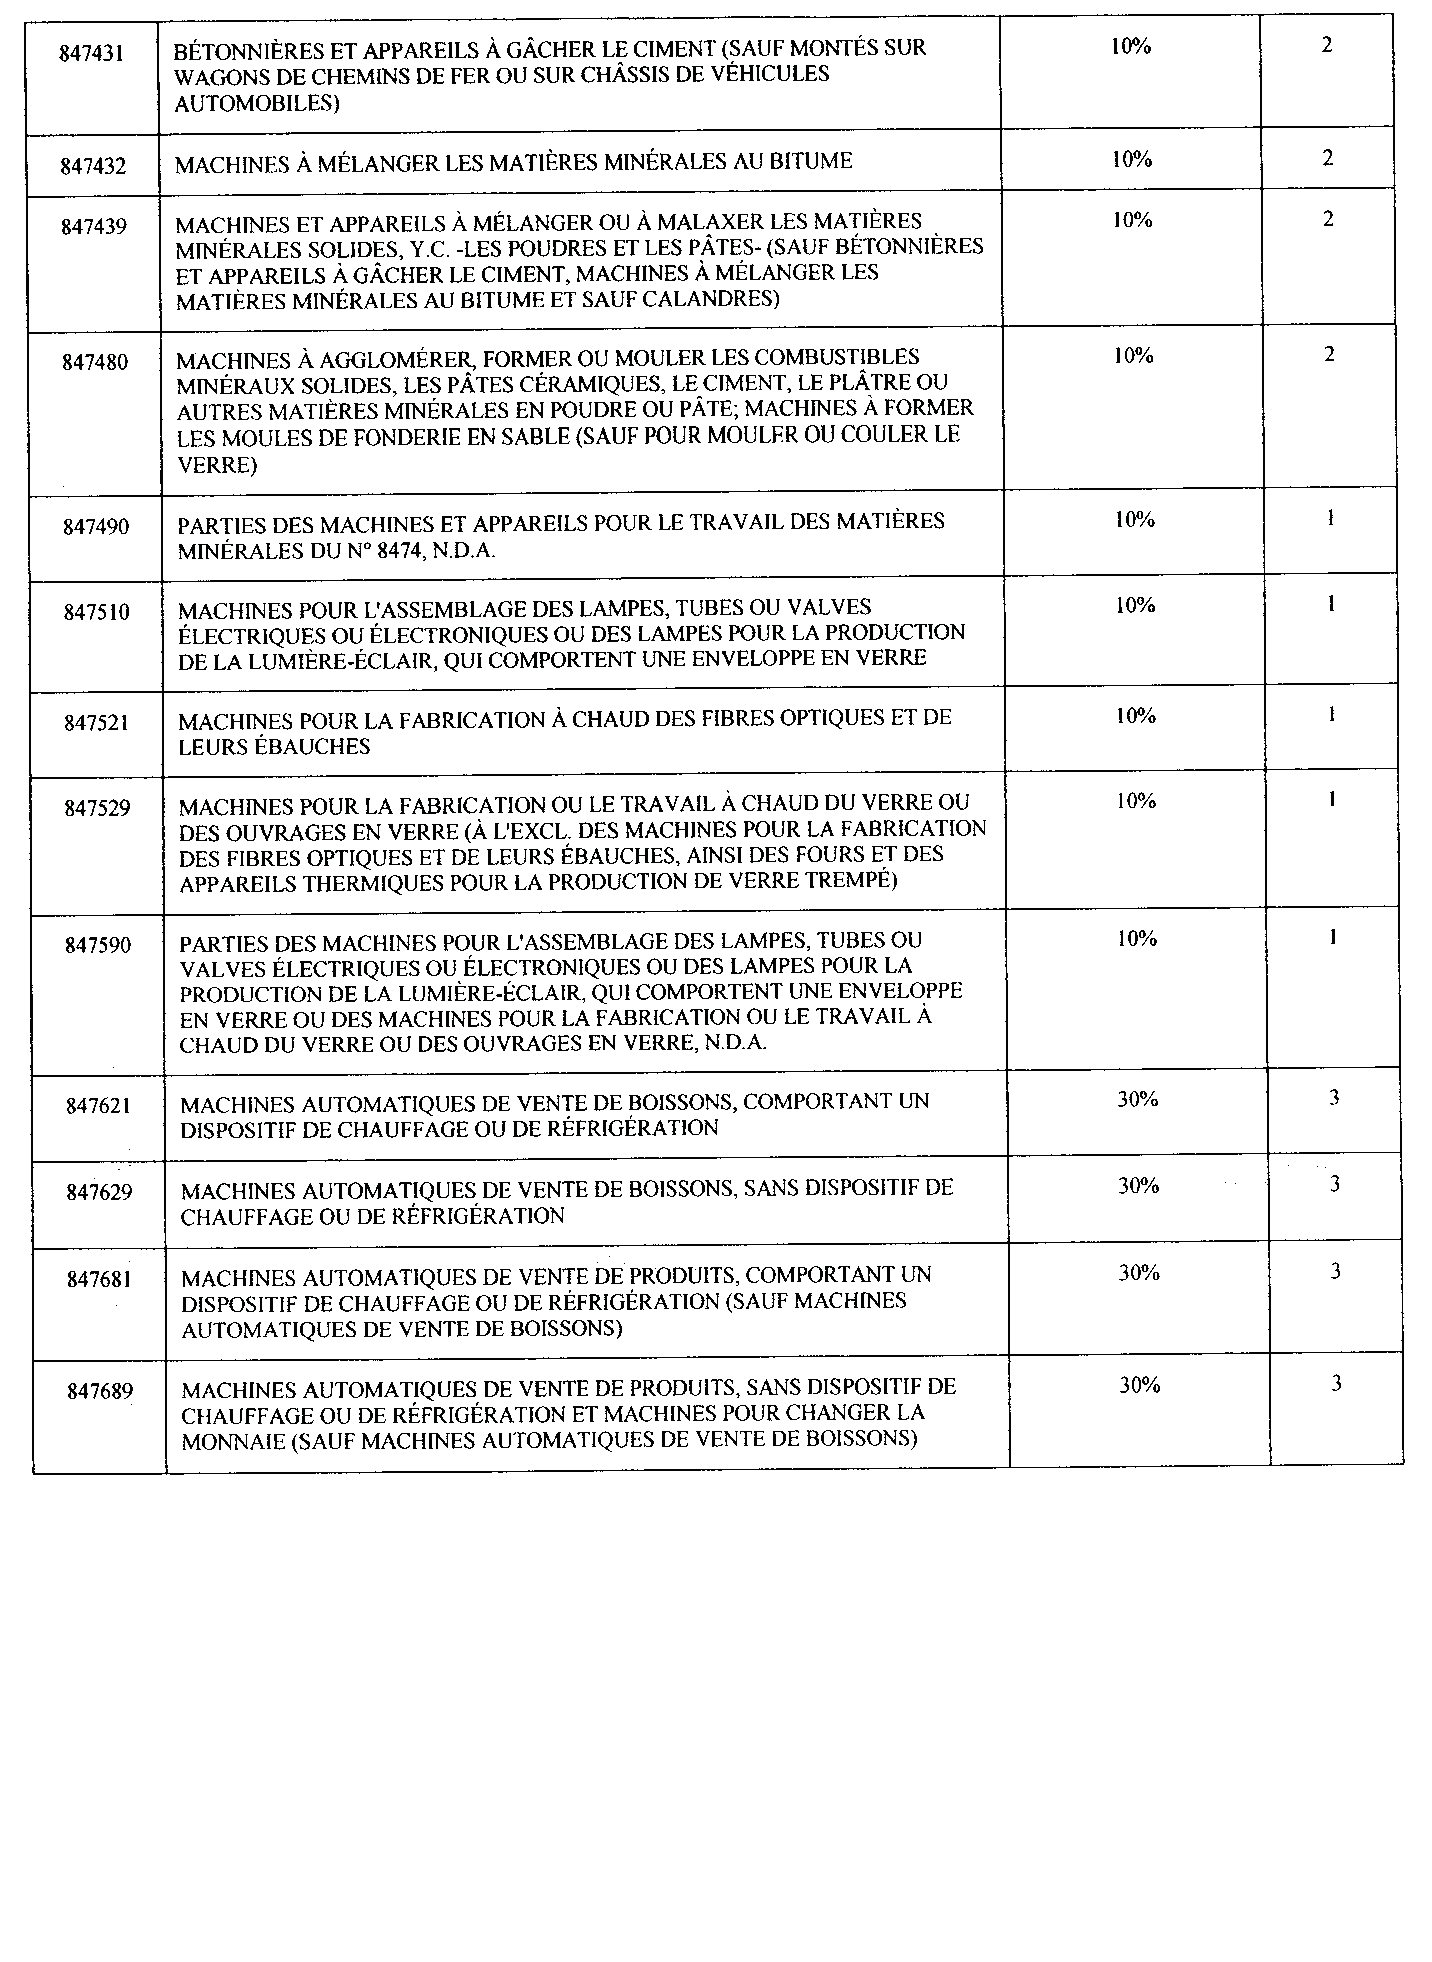 847431 BÉTONNIÈRES ET APPAREILS À GÂCHER LE CIMENT (SAUF MONTÉS SUR 10% 2
WAGONS DE CHEMINS DE FER OU SUR CHÂSSIS DE VÉHICULES
AUTOMOBILES)
847432 MACHINES À MÉLANGER LES MATIÈRES MINÉRALES AU BITUME 10% 2
847439 MACHINES ET APPAREILS À MÉLANGER OU À MALAXER LES MATIÈRES 10% 2
MINÉRALES SOLIDES, Y.C. -LES POUDRES ET LES PÂTES- (SAUF BÉTONNIÈRES
ET APPAREILS À GÂCHER LE CIMENT, MACHINES À MÉLANGER LES
MATIÈRES MINÉRALES AU BITUME ET SAUF CALANDRES)
847480 MACHINES À AGGLOMÉRER, FORMER OU MOULER LES COMBUSTIBLES 10% 2
MINÉRAUX SOLIDES, LES PÂTES CÉRAMIQUES, LE CIMENT, LE PLÂTRE OU
AUTRES MATIÈRES MINÉRALES EN POUDRE OU PÂTE; MACHINES À FORMER
LES MOULES DE FONDERIE EN SABLE (SAUF POUR MOULER OU COULER LE
VERRE)
847490 PARTIES DES MACHINES ET APPAREILS POUR LE TRAVAIL DES MATIÈRES 10% 1
MINÉRALES DU N° 8474, N.D.A.
847510 MACHINES POUR L'ASSEMBLAGE DES LAMPES, TUBES OU VALVES 10% 1
ÉLECTRIQUES OU ÉLECTRONIQUES OU DES LAMPES POUR LA PRODUCTION
DE LA LUMIÈRE-ÉCLAIR, QUI COMPORTENT UNE ENVELOPPE EN VERRE
847521 MACHINES POUR LA FABRICATION À CHAUD DES FIBRES OPTIQUES ET DE 10% 1
LEURS ÉBAUCHES
847529 MACHINES POUR LA FABRICATION OU LE TRAVAIL À CHAUD DU VERRE OU 10% 1
DES OUVRAGES EN VERRE (À L'EXCL. DES MACHINES POUR LA FABRICATION
DES FIBRES OPTIQUES ET DE LEURS ÉBAUCHES, AINSI DES FOURS ET DES
APPAREILS THERMIQUES POUR LA PRODUCTION DE VERRE TREMPÉ)
847590 PARTIES DES MACHINES POUR L'ASSEMBLAGE DES LAMPES, TUBES OU 10% 1
VALVES ÉLECTRIQUES OU ÉLECTRONIQUES OU DES LAMPES POUR LA
PRODUCTION DE LA LUMIÈRE-ÉCLAIR, QUI COMPORTENT UNE ENVELOPPE
EN VERRE OU DES MACHINES POUR LA FABRICATION OU LE TRAVAIL À
CHAUD DU VERRE OU DES OUVRAGES EN VERRE, N.D.A.
847621 MACHINES AUTOMATIQUES DE VENTE DE BOISSONS, COMPORTANT UN 30% 3
DISPOSITIF DE CHAUFFAGE OU DE RÉFRIGÉRATION
847629 MACHINES AUTOMATIQUES DE VENTE DE BOISSONS, SANS DISPOSITIF DE 30% 3
CHAUFFAGE OU DE RÉFRIGÉRATION
847681 MACHINES AUTOMATIQUES DE VENTE DE PRODUITS, COMPORTANT UN 30% 3
DISPOSITIF DE CHAUFFAGE OU DE RÉFRIGÉRATION (SAUF MACHINES
AUTOMATIQUES DE VENTE DE BOISSONS)
847689 MACHINES AUTOMATIQUES DE VENTE DE PRODUITS, SANS DISPOSITIF DE 30% 3
CHAUFFAGE OU DE RÉFRIGÉRATION ET MACHINES POUR CHANGER LA
MONNAIE (SAUF MACHINES AUTOMATIQUES DE VENTE DE BOISSONS)